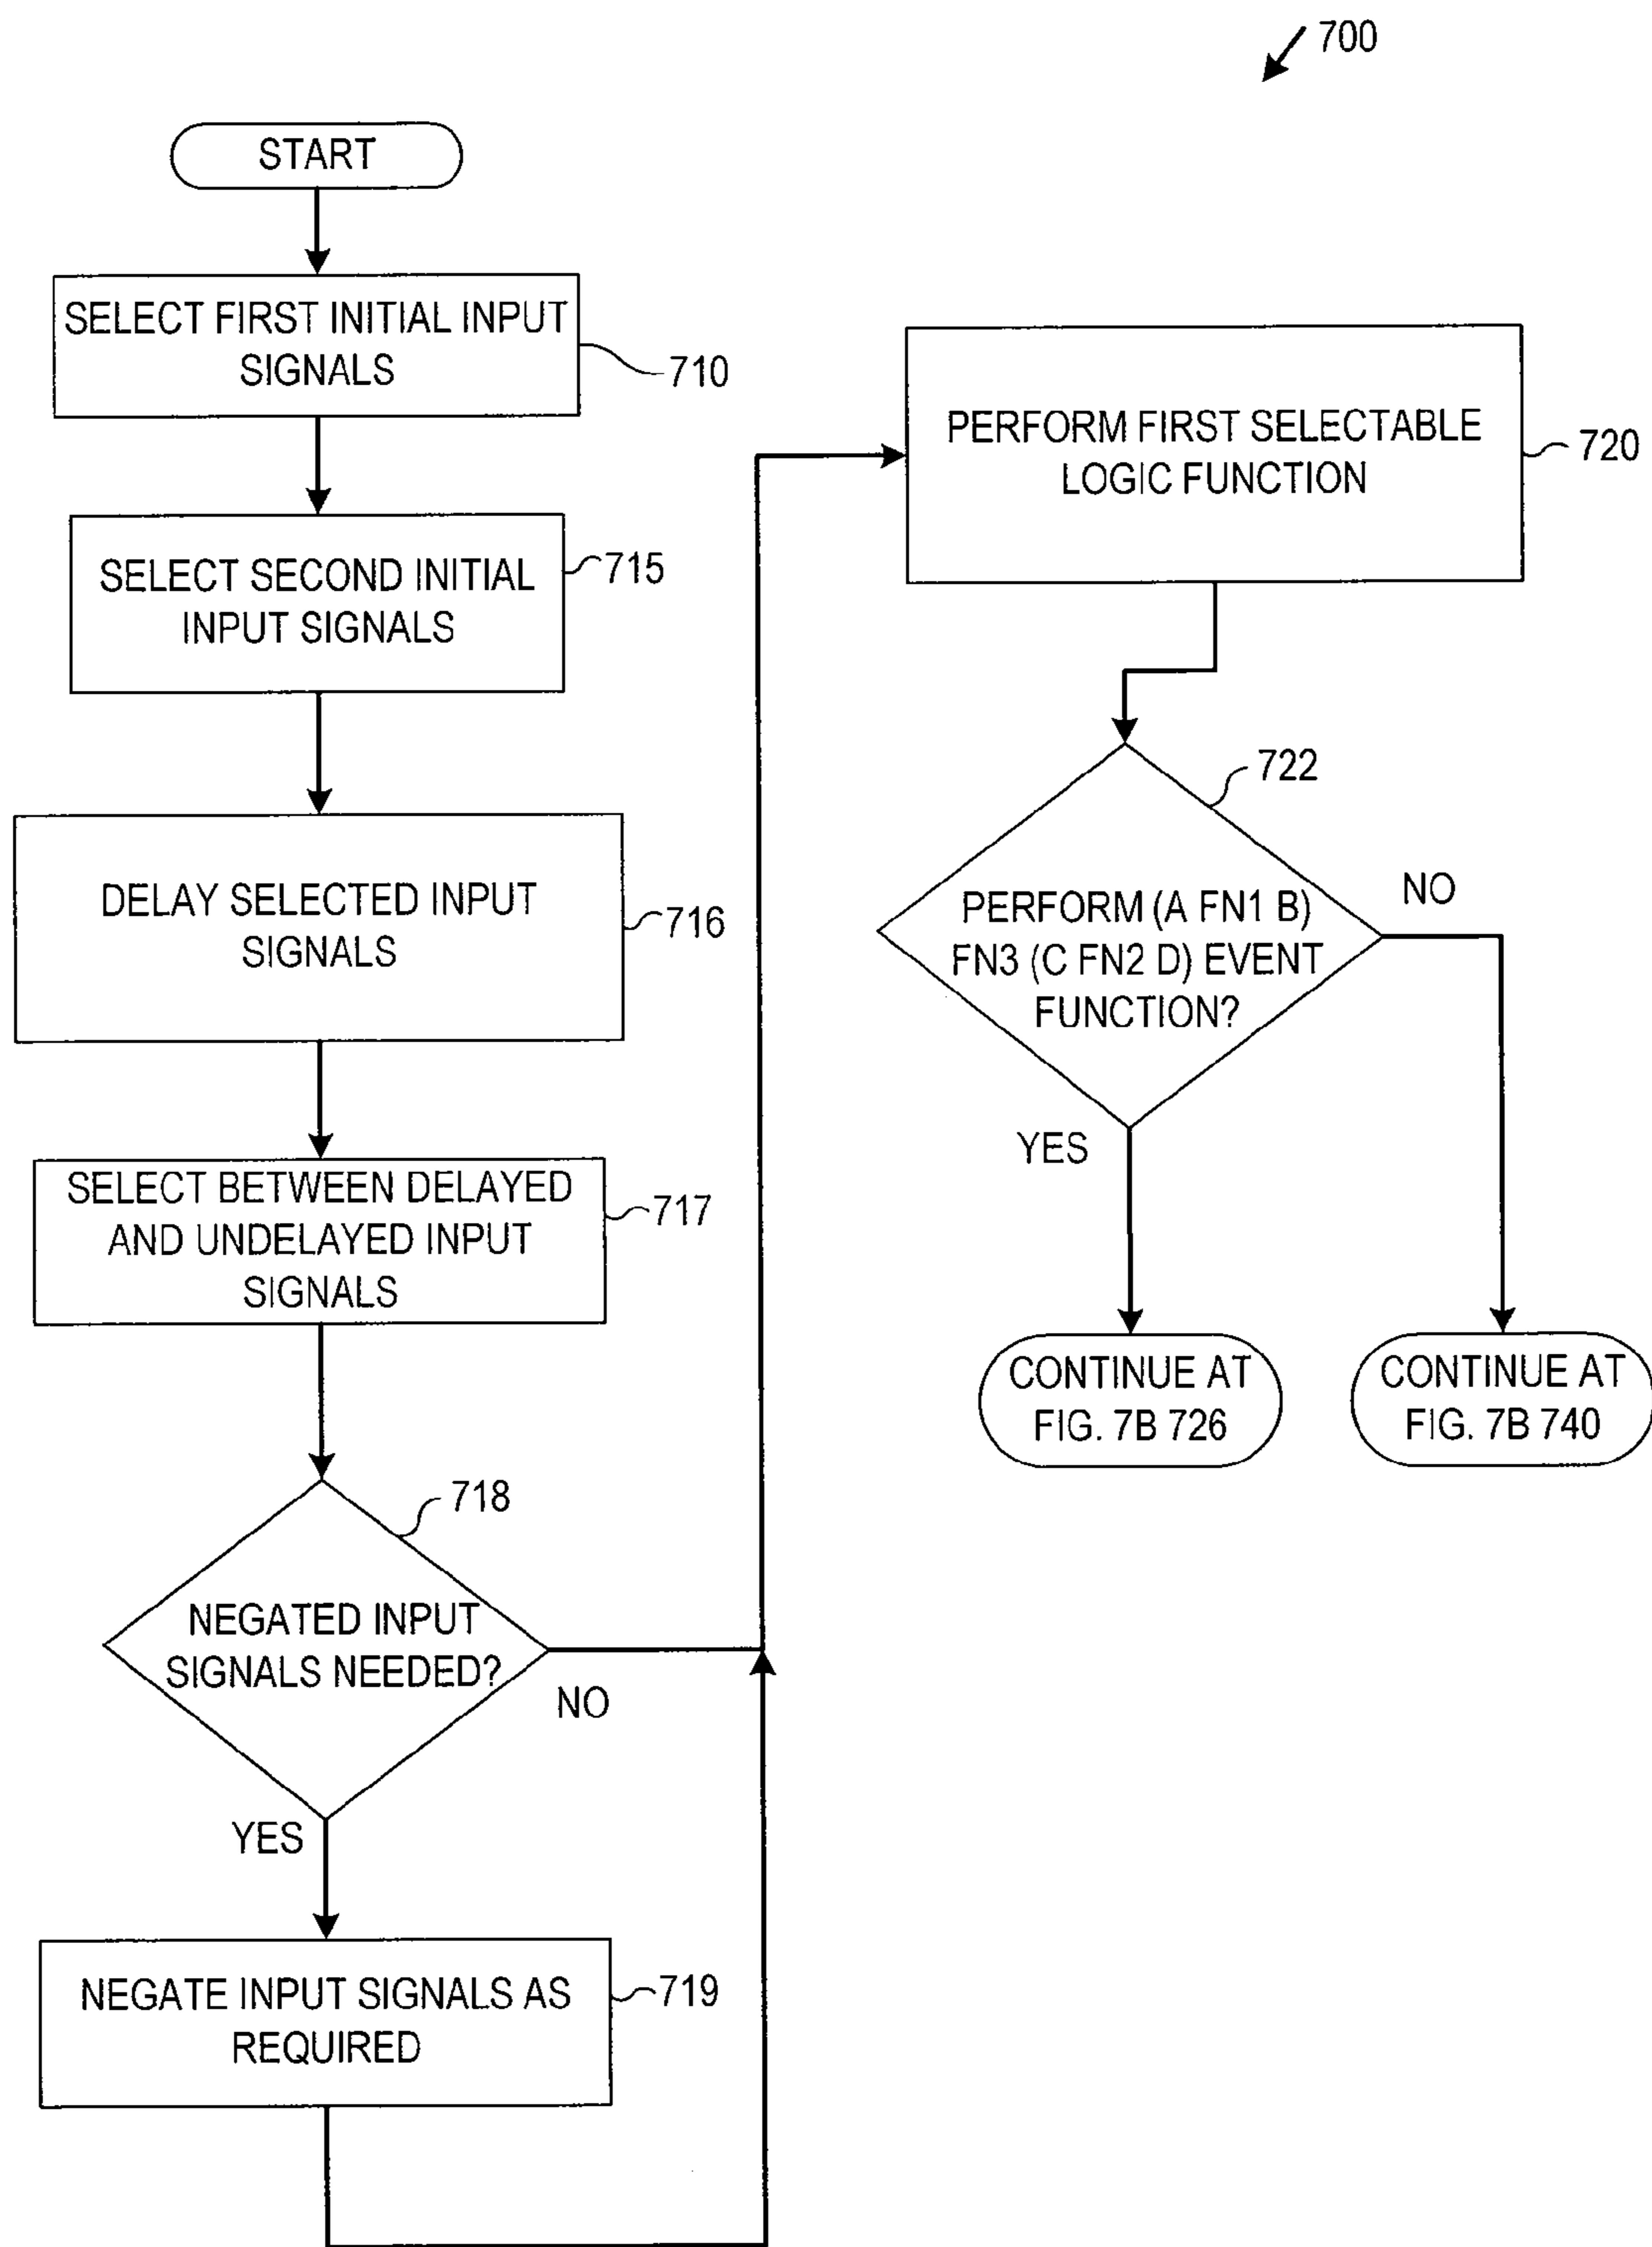 700
START
SELECT FIRST INITIAL INPUT
SIGNALS
710
SELECT SECOND INITIAL
INPUT SIGNALS
715
DELAY SELECTED INPUT
SIGNALS
716
SELECT BETWEEN DELAYED
AND UNDELAYED INPUT
SIGNALS
717
718
NEGATED INPUT
SIGNALS NEEDED?
NO
YES
NEGATE INPUT SIGNALS AS
REQUIRED
719
PERFORM FIRST SELECTABLE
LOGIC FUNCTION
720
722
PERFORM (A FN1 B)
FN3 (C FN2 D) EVENT
FUNCTION?
NO
YES
CONTINUE AT
FIG. 7B 726
CONTINUE AT
FIG. 7B 740